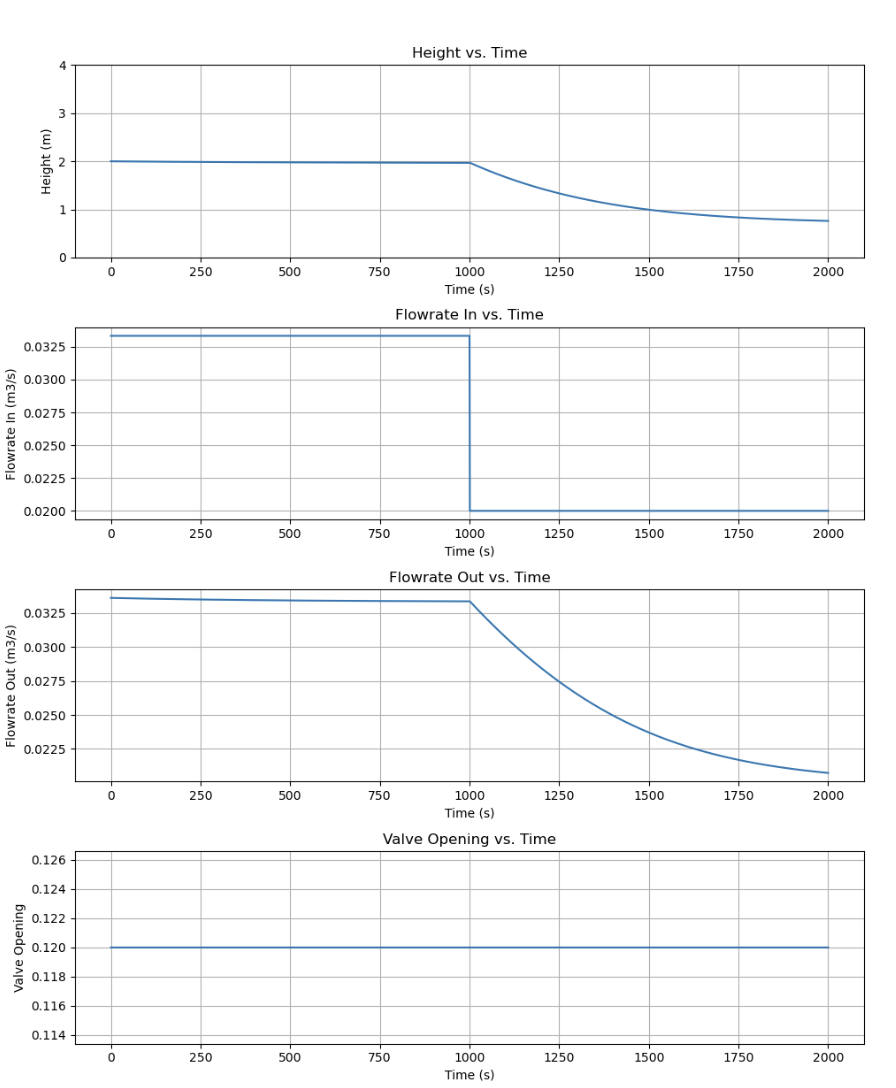 Height vs. Time
4
3
2
1
0
Height (m)
0 250 500 750 1000 1250 1500 1750 2000
Time (s)
Flowrate In vs. Time
0.0325
0.0300
0.0275
0.0250
0.0225
0.0200
Flowrate In (m3/s)
0 250 500 750 1000 1250 1500 1750 2000
Time (s)
Flowrate Out vs. Time
0.0325
0.0300
0.0275
0.0250
0.0225
Flowrate Out (m3/s)
0 250 500 750 1000 1250 1500 1750 2000
Time (s)
Valve Opening vs. Time
0.126
0.124
0.122
0.120
0.118
0.116
0.114
Valve Opening
0 250 500 750 1000 1250 1500 1750 2000
Time (s)